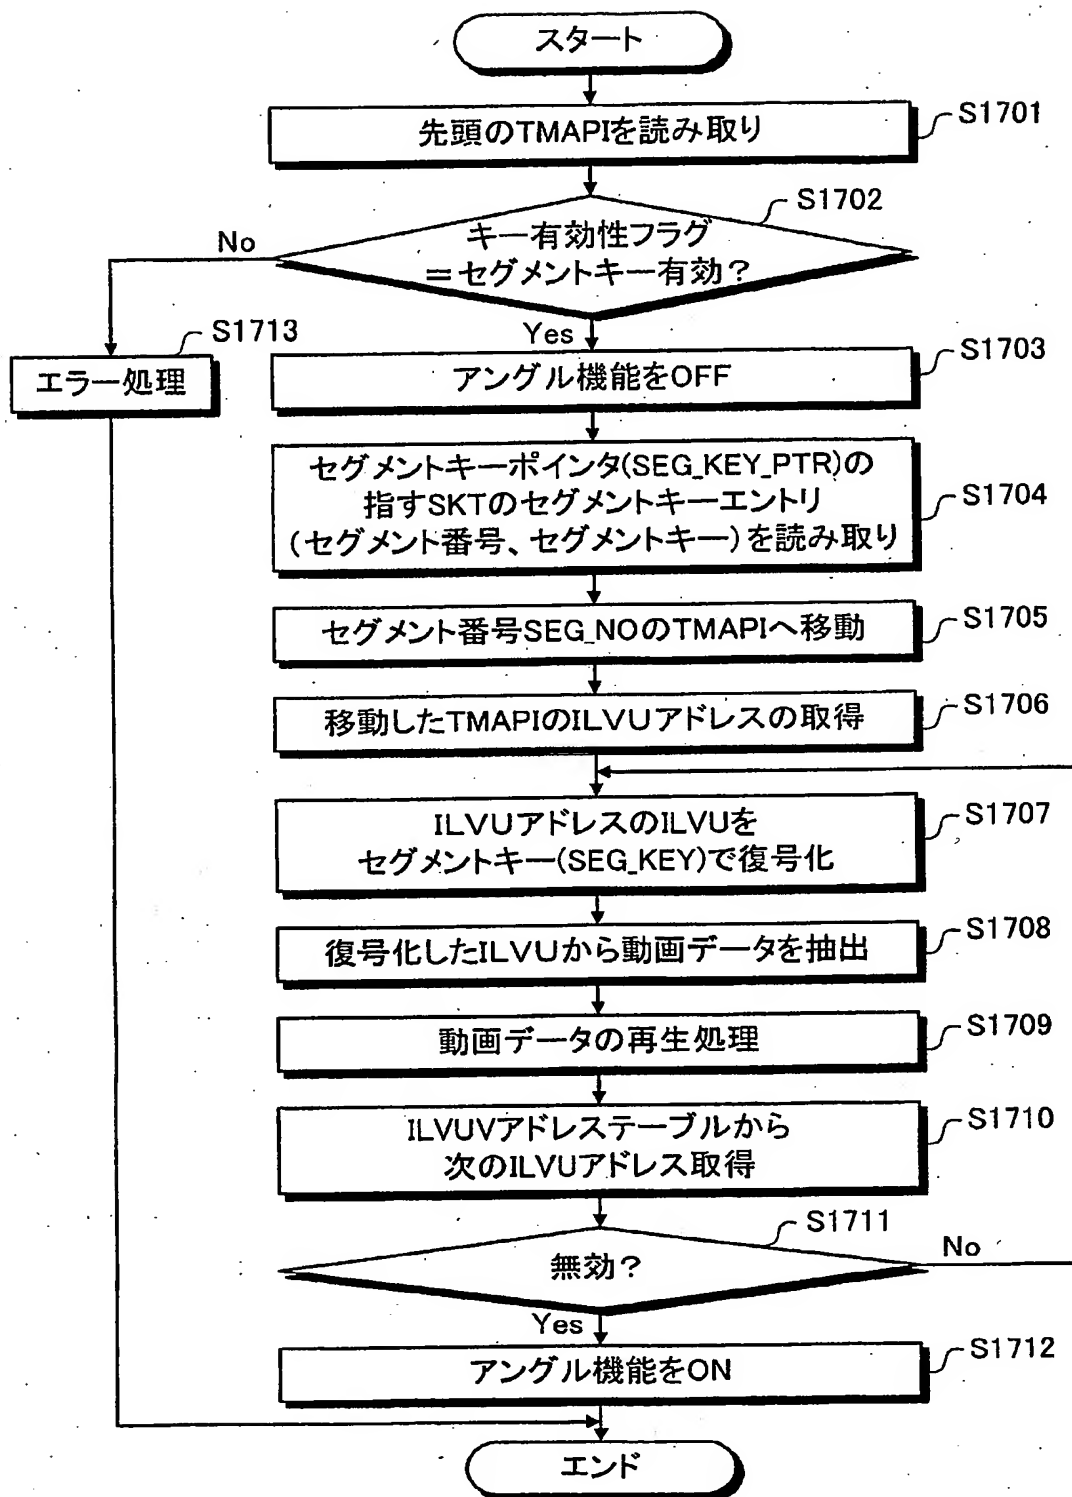 スタート
先頭のTMAPIを読み取り
S1701
キー有効性フラグ
=セグメントキー有効?
S1702
No
Yes
S1713
エラー処理
アングル機能をOFF
S1703
セグメントキーポインタ(SEG_KEY_PTR)の
指すSKTのセグメントキーエントリ
(セグメント番号、セグメントキー)を読み取り
S1704
セグメント番号SEG_NOのTMAPIへ移動
S1705
移動したTMAPIのILVUアドレスの取得
S1706
ILVUアドレスのILVUを
セグメントキー(SEG_KEY)で復号化
S1707
復号化したILVUから動画データを抽出
S1708
動画データの再生処理
S1709
ILVUVアドレステーブルから
次のILVUアドレス取得
S1710
無効?
S1711
No
Yes
アングル機能をON
S1712
エンド